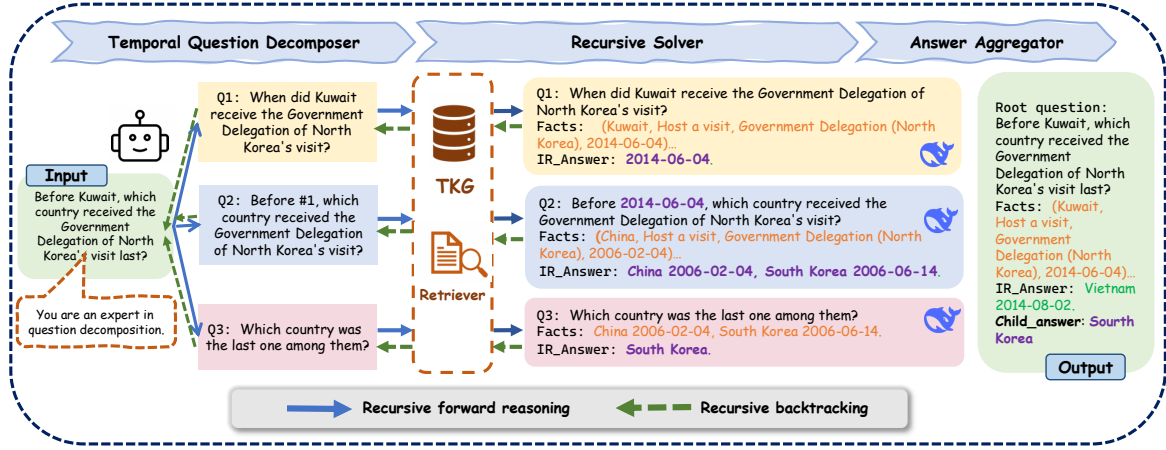 Temporal Question Decomposer
Recursive Solver
Answer Aggregator
Input
Before Kuwait, which
country received the
Government
Delegation of North
Korea's visit last?
You are an expert in
question decomposition.
Q1: When did Kuwait
receive the Government
Delegation of North
Korea's visit?
Q2: Before #1, which
country received the
Government Delegation
of North Korea's visit?
Q3: Which country was
the last one among them?
TKG
Retriever
Q1: When did Kuwait receive the Government Delegation of
North Korea's visit?
Facts: (Kuwait, Host a visit, Government Delegation (North
Korea), 2014-06-04)...
IR_Answer: 2014-06-04.
Q2: Before 2014-06-04, which country received the
Government Delegation of North Korea's visit?
Facts: (China, Host a visit, Government Delegation (North
Korea), 2006-02-04)...
IR_Answer: China 2006-02-04, South Korea 2006-06-14.
Q3: Which country was the last one among them?
Facts: China 2006-02-04, South Korea 2006-06-14.
IR_Answer: South Korea.
Root question:
Before Kuwait, which
country received the
Government
Delegation of North
Korea's visit last?
Facts: (Kuwait,
Host a visit,
Government
Delegation (North
Korea), 2014-06-04)...
IR_Answer: Vietnam
2014-08-02.
Child_answer: Sourth
Korea
Output
Recursive forward reasoning
Recursive backtracking